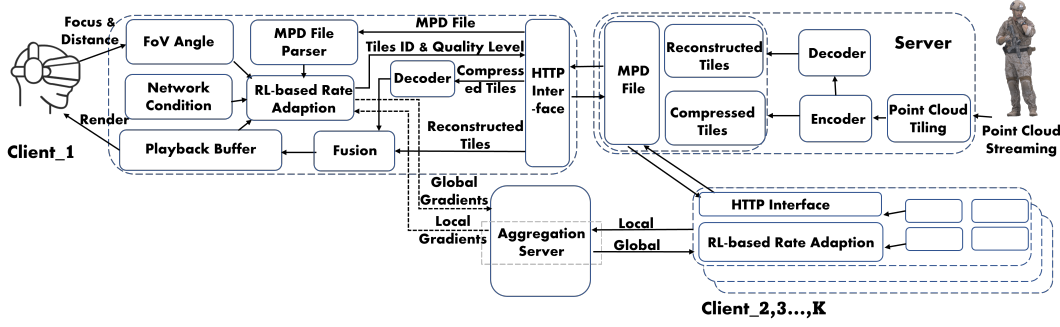 Focus &
Distance
FoV Angle
MPD File
Parser
MPD File
Tiles ID & Quality Level
Network
Condition
RL-based Rate
Adaption
Decoder
Compress
ed Tiles
HTTP
Inter
-face
Render
Playback Buffer
Fusion
Reconstructed
Tiles
Client_1
MPD
File
Reconstructed
Tiles
Compressed
Tiles
Decoder
Encoder
Server
Point Cloud
Tiling
Point Cloud
Streaming
Global
Gradients
Local
Gradients
Aggregation
Server
Local
Global
HTTP Interface
RL-based Rate Adaption
Client_2,3...,K